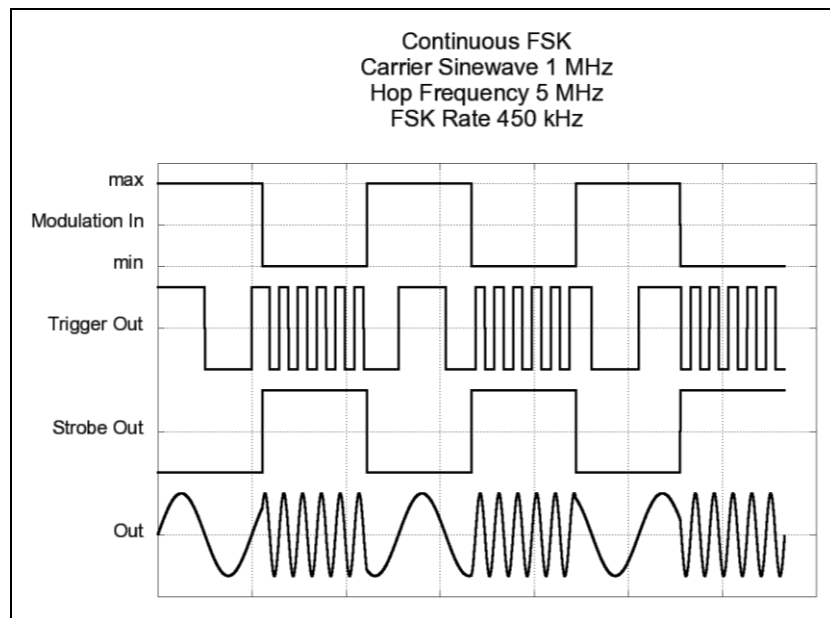 Continuous FSK
Carrier Sinewave 1 MHz
Hop Frequency 5 MHz
FSK Rate 450 kHz
max
Modulation In
min
Trigger Out
Strobe Out
Out